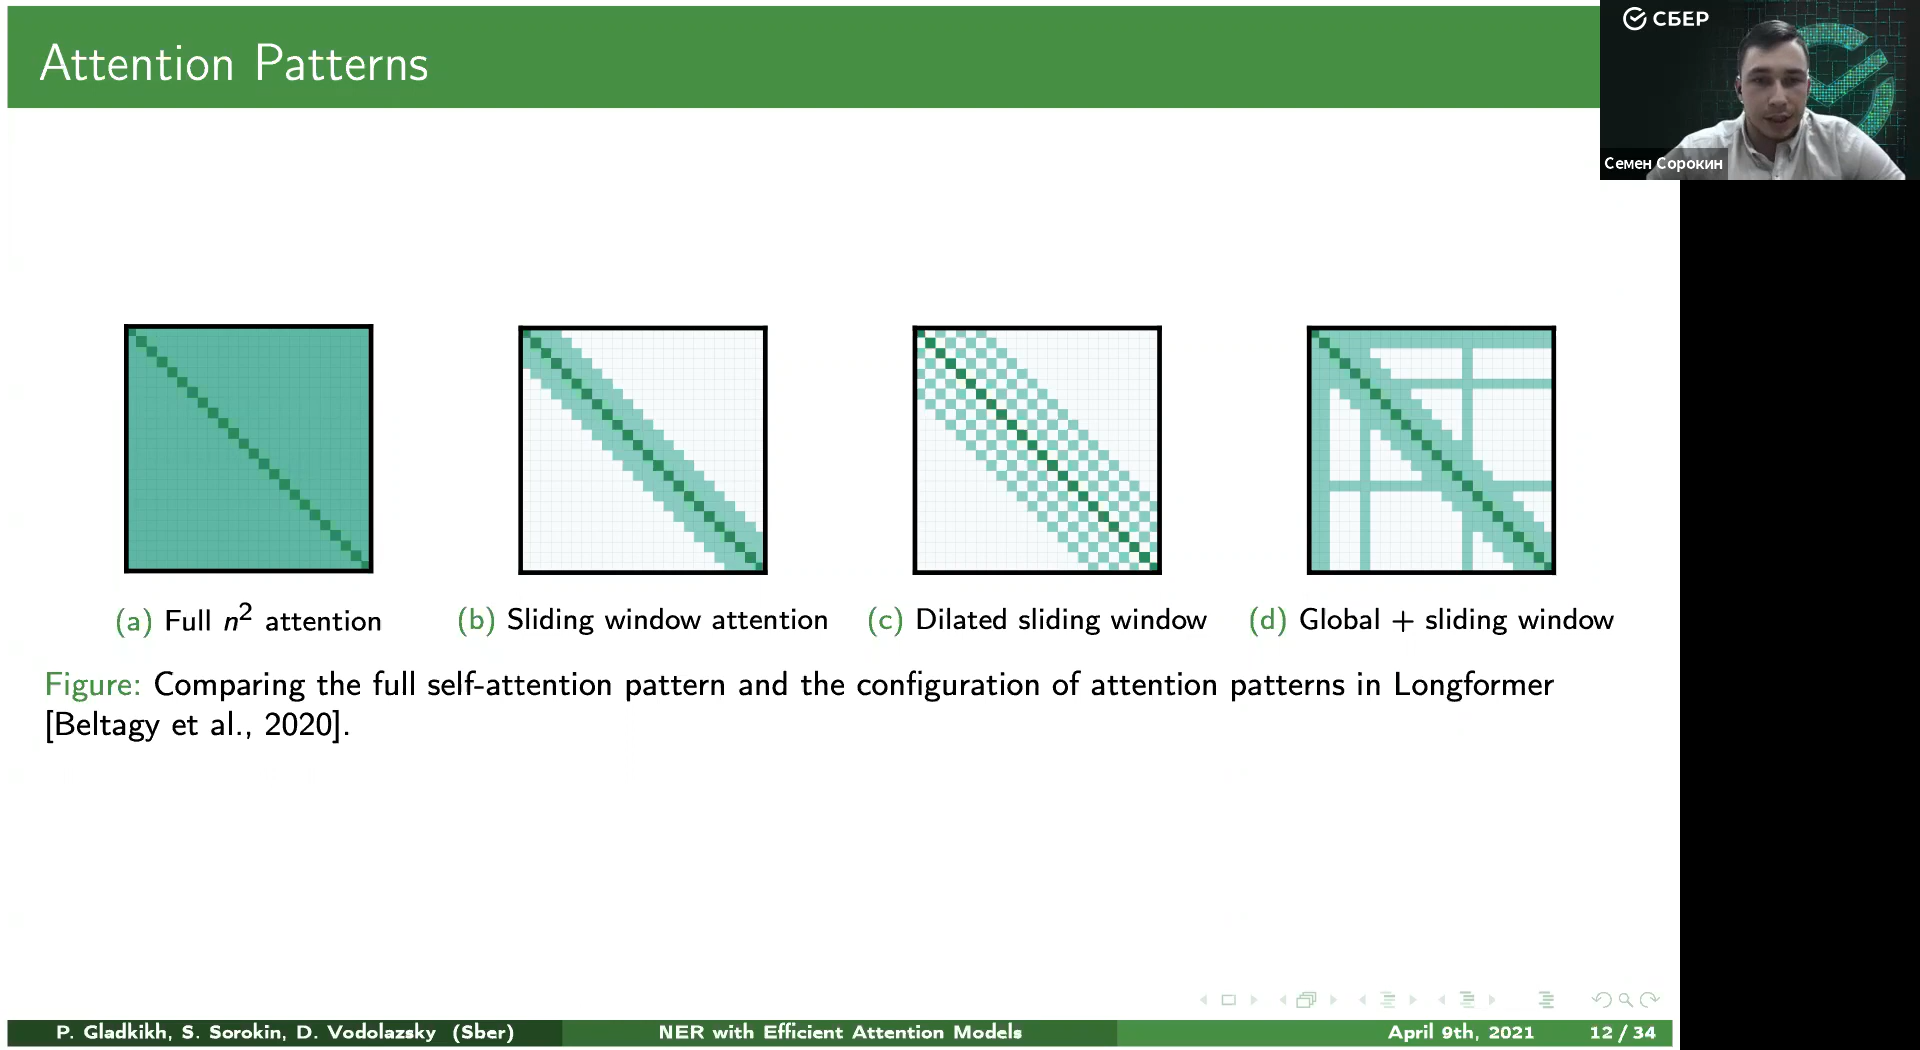 Attention Patterns
СБЕР
Семен Сорокин
(a) Full n² attention
(b) Sliding window attention
(c) Dilated sliding window
(d) Global + sliding window
Figure: Comparing the full self-attention pattern and the configuration of attention patterns in Longformer
[Beltagy et al., 2020].
P. Gladkikh, S. Sorokin, D. Vodolazsky (Sber)
NER with Efficient Attention Models
April 9th, 2021
12 / 34